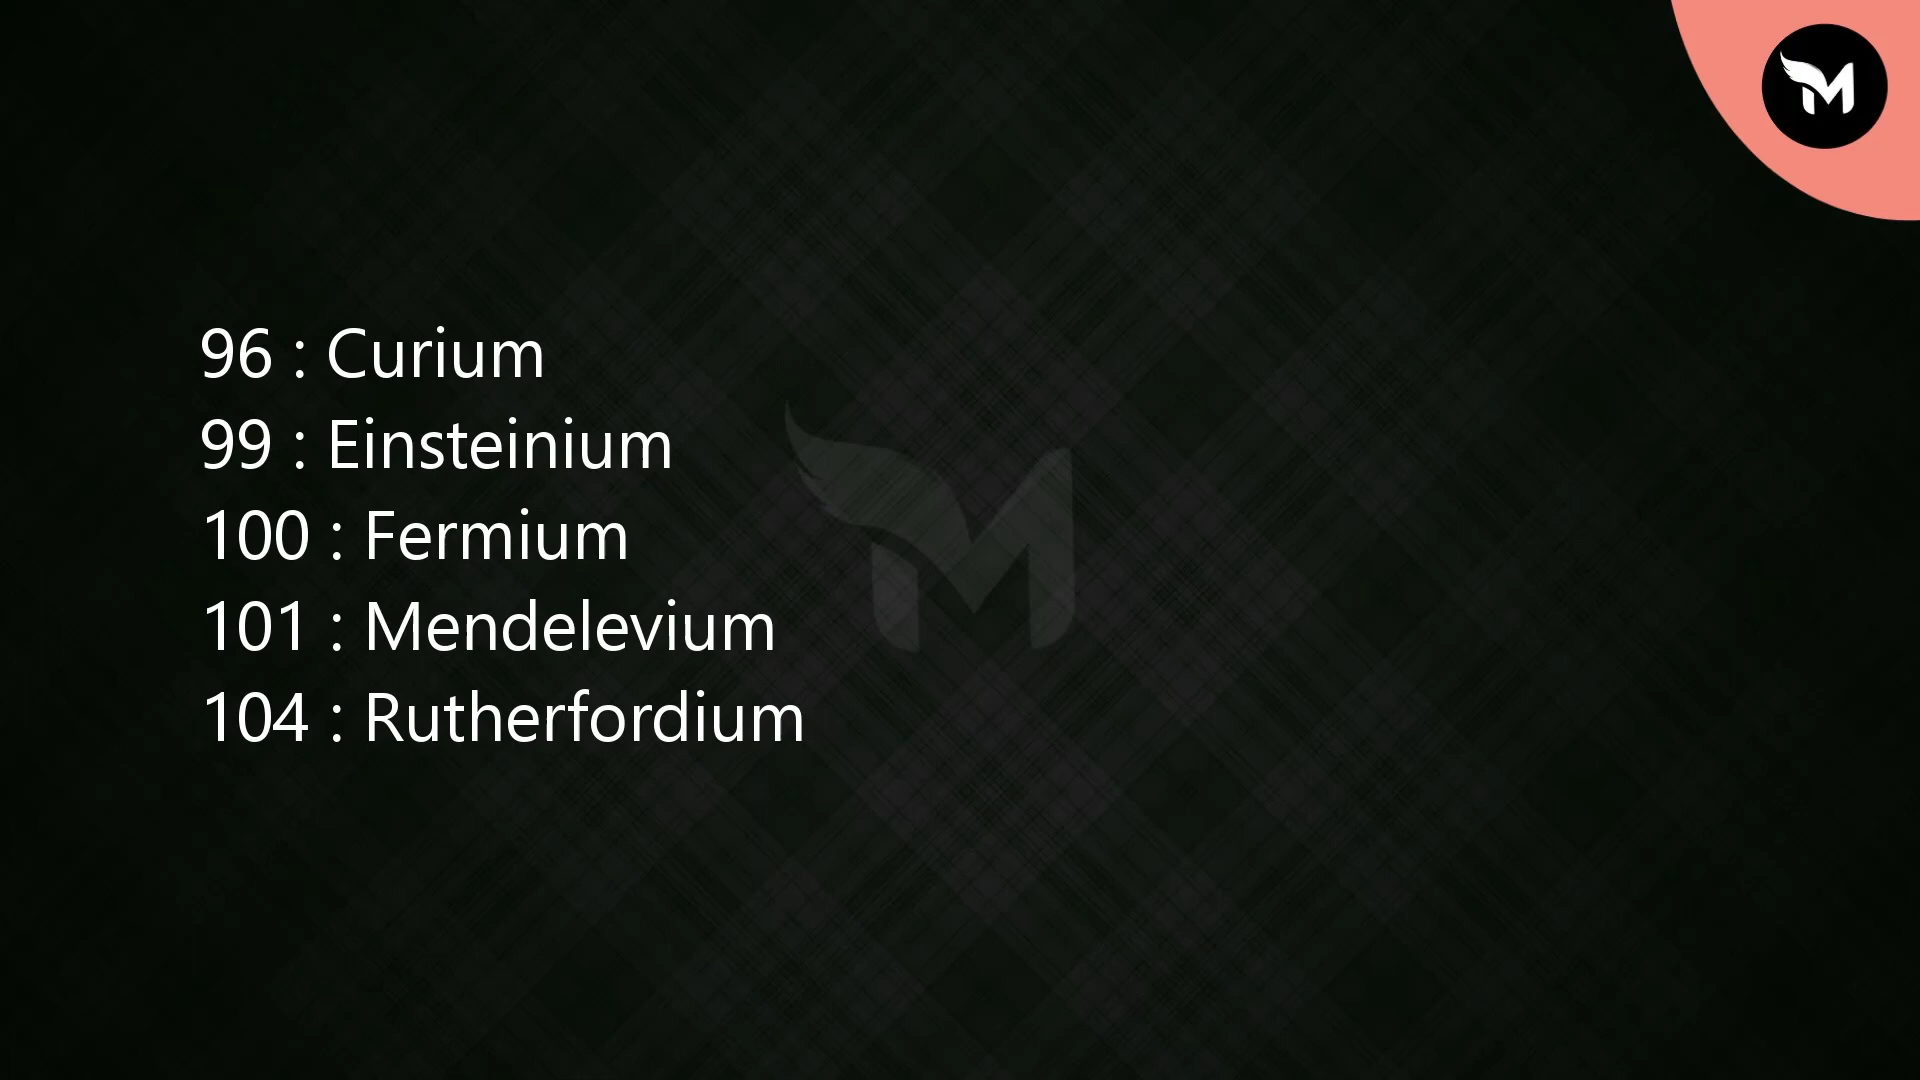 96 : Curium
99 : Einsteinium
100 : Fermium
101 : Mendelevium
104 : Rutherfordium